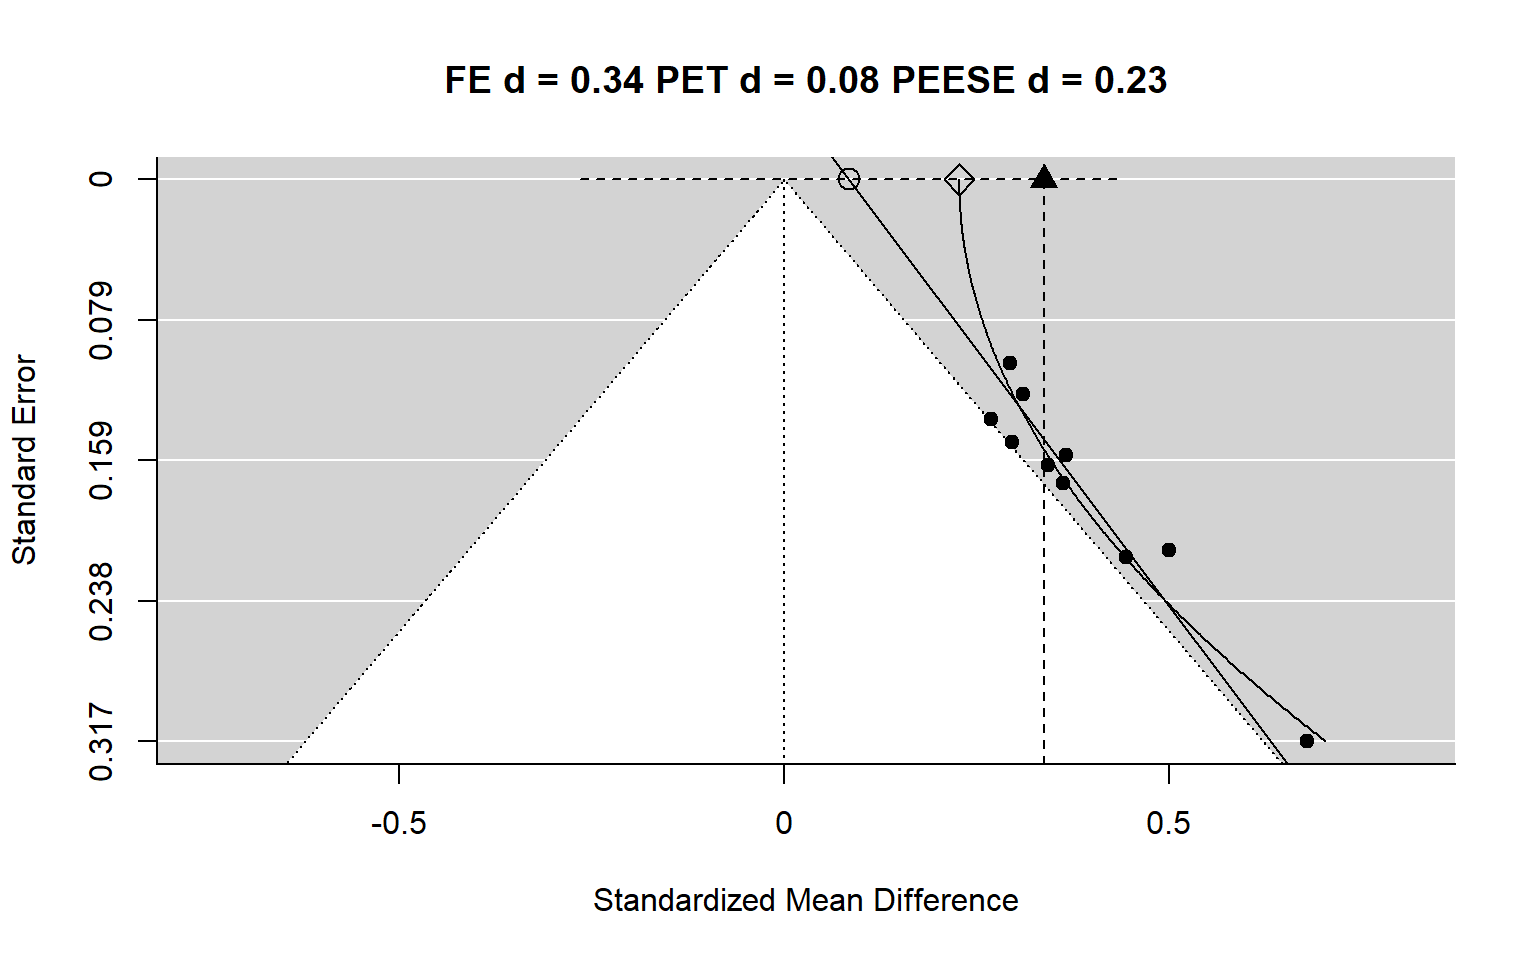 FE d = 0.34 PET d = 0.08 PEESE d = 0.23
Standard Error
0
0.079
0.159
0.238
0.317
-0.5
0
0.5
Standardized Mean Difference